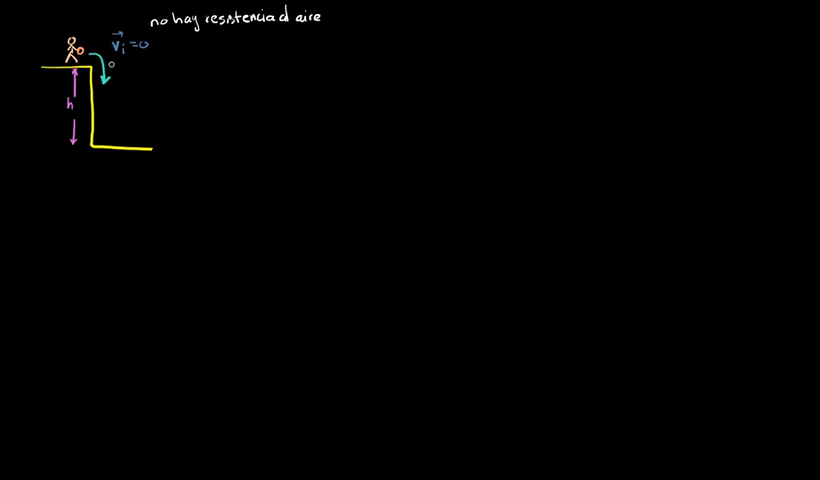 no hay resistencia al aire
v⃗ᵢ = 0
h